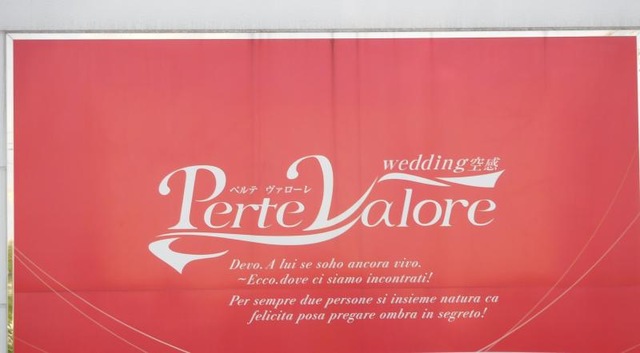 wedding空感
ペルテ ヴァローレ
Perte Valore
Devo. A lui se soho ancora vivo.
~Ecco.dove ci siamo incontrati!
Per sempre due persone si insieme natura ca
felicita posa pregare ombra in segreto!